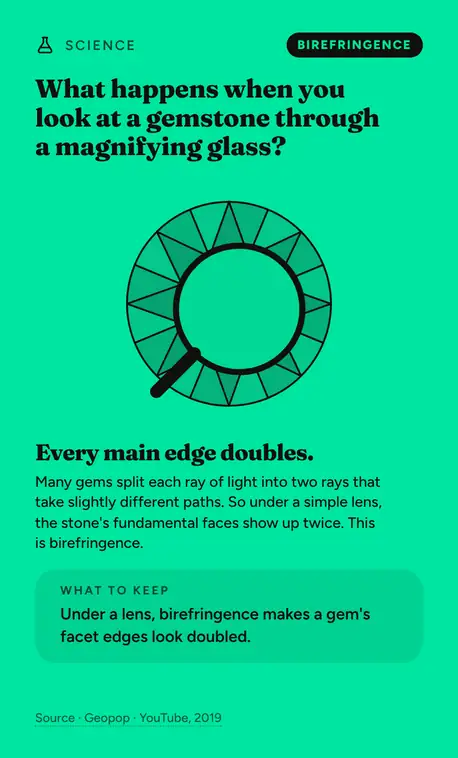 SCIENCE
BIREFRINGENCE
What happens when you
look at a gemstone through
a magnifying glass?
Every main edge doubles.
Many gems split each ray of light into two rays that
take slightly different paths. So under a simple lens,
the stone's fundamental faces show up twice. This
is birefringence.
WHAT TO KEEP
Under a lens, birefringence makes a gem's
facet edges look doubled.
Source · Geopop · YouTube, 2019